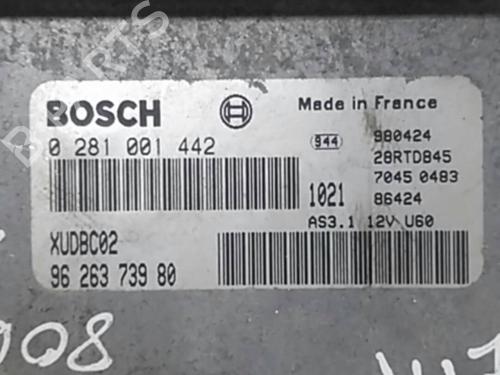 BOSCH
Made in France
0 281 001 442
944 980424
28RTD845
7045 0483
1021 86424
AS3.1 12V U60
XUDBC02
96 263 739 80
008